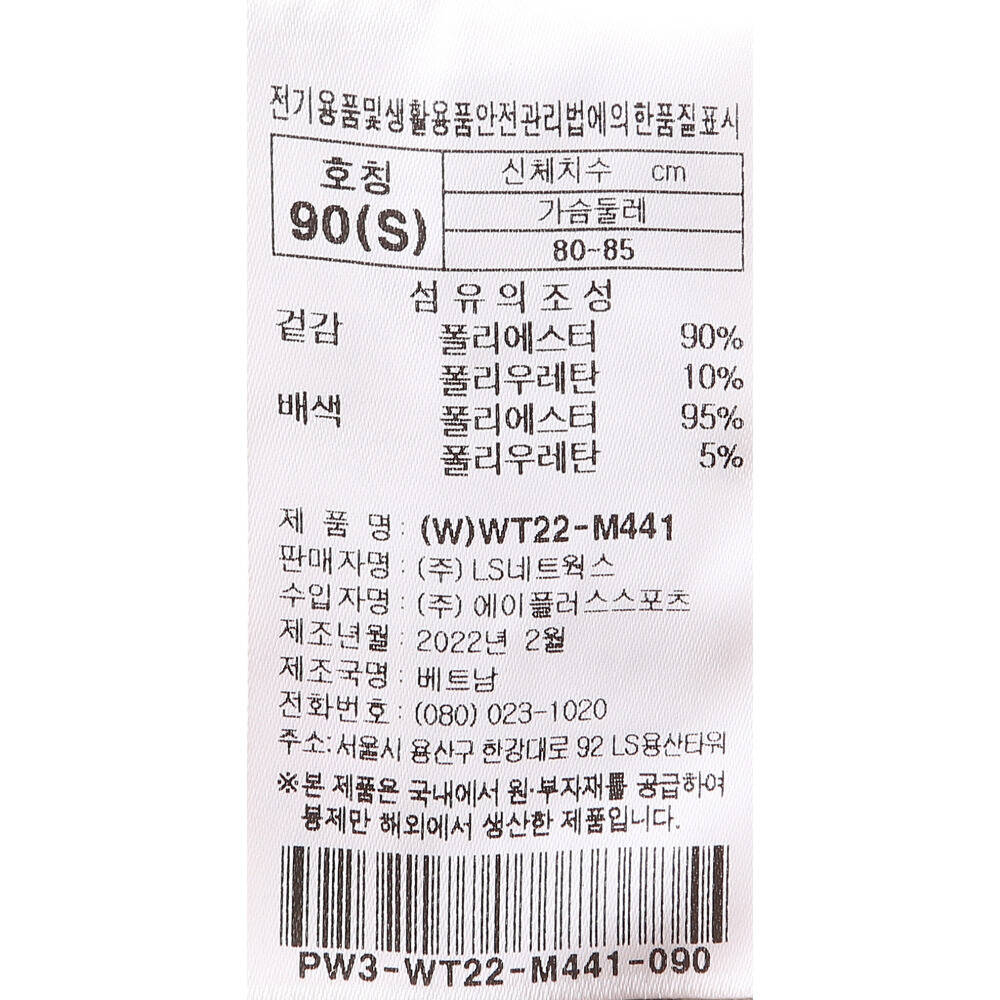 전기용품및생활용품안전관리법에의한품질표시
호칭
90(S)
신체치수 cm
가슴둘레
80-85
섬유의조성
겉감 폴리에스터 90%
폴리우레탄 10%
배색 폴리에스터 95%
폴리우레탄 5%
제 품 명 : (W)WT22-M441
판매자명 : (주)LS네트웍스
수입자명 : (주)에이플러스스포츠
제조년월 : 2022년 2월
제조국명 : 베트남
전화번호 : (080) 023-1020
주소:서울시 용산구 한강대로 92 LS용산타워
※본 제품은 국내에서 원·부자재를 공급하여
봉제만 해외에서 생산한 제품입니다.
PW3-WT22-M441-090